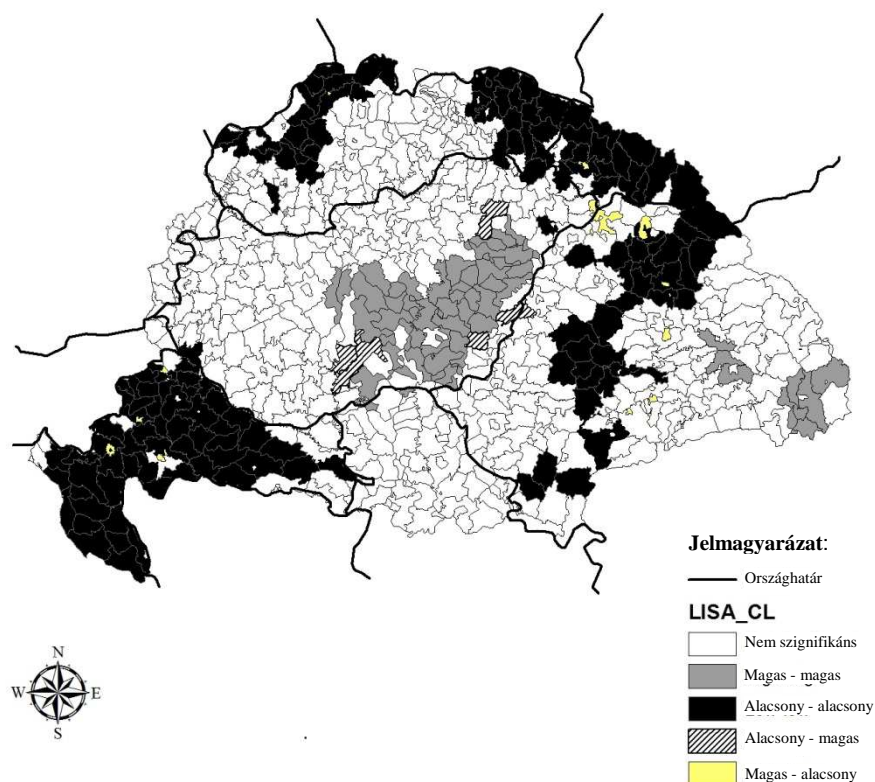 Jelmagyarázat:
Országhatár
LISA_CL
Nem szignifikáns
Magas - magas
Alacsony - alacsony
Alacsony - magas
Magas - alacsony
N
W E
S